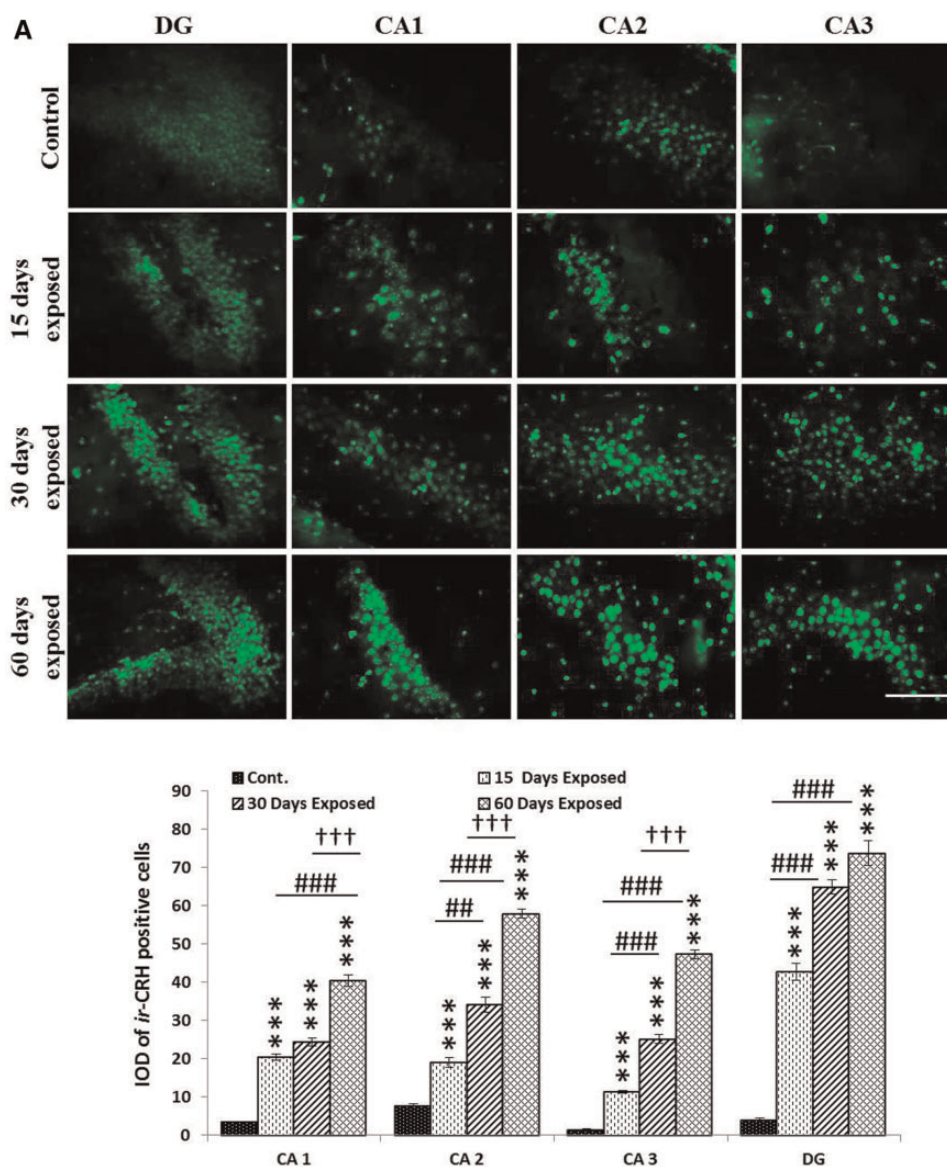 A
DG CA1 CA2 CA3
Control
15 days
exposed
30 days
exposed
60 days
exposed
Cont. 15 Days Exposed
30 Days Exposed 60 Days Exposed
IOD of ir-CRH positive cells
90
80
70
60
50
40
30
20
10
0
*** *** *** ### †††
*** *** *** ## ### †††
*** *** *** ### ### †††
*** *** *** ### ###
CA 1 CA 2 CA 3 DG